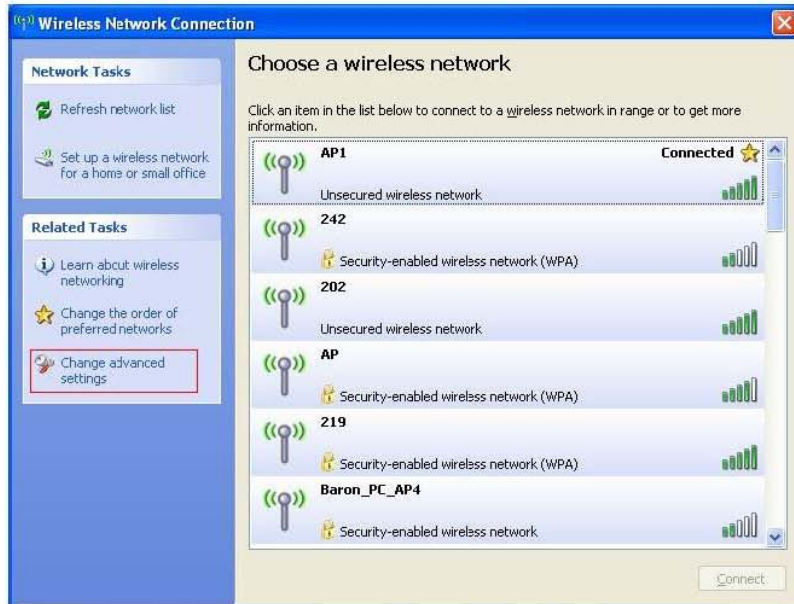 Wireless Network Connection
Network Tasks
Refresh network list
Set up a wireless network
for a home or small office
Related Tasks
Learn about wireless
networking
Change the order of
preferred networks
Change advanced
settings
Choose a wireless network
Click an item in the list below to connect to a wireless network in range or to get more
information.
AP1
Connected
Unsecured wireless network
242
Security-enabled wireless network (WPA)
202
Unsecured wireless network
AP
Security-enabled wireless network (WPA)
219
Security-enabled wireless network (WPA)
Baron_PC_AP4
Security-enabled wireless network
Connect